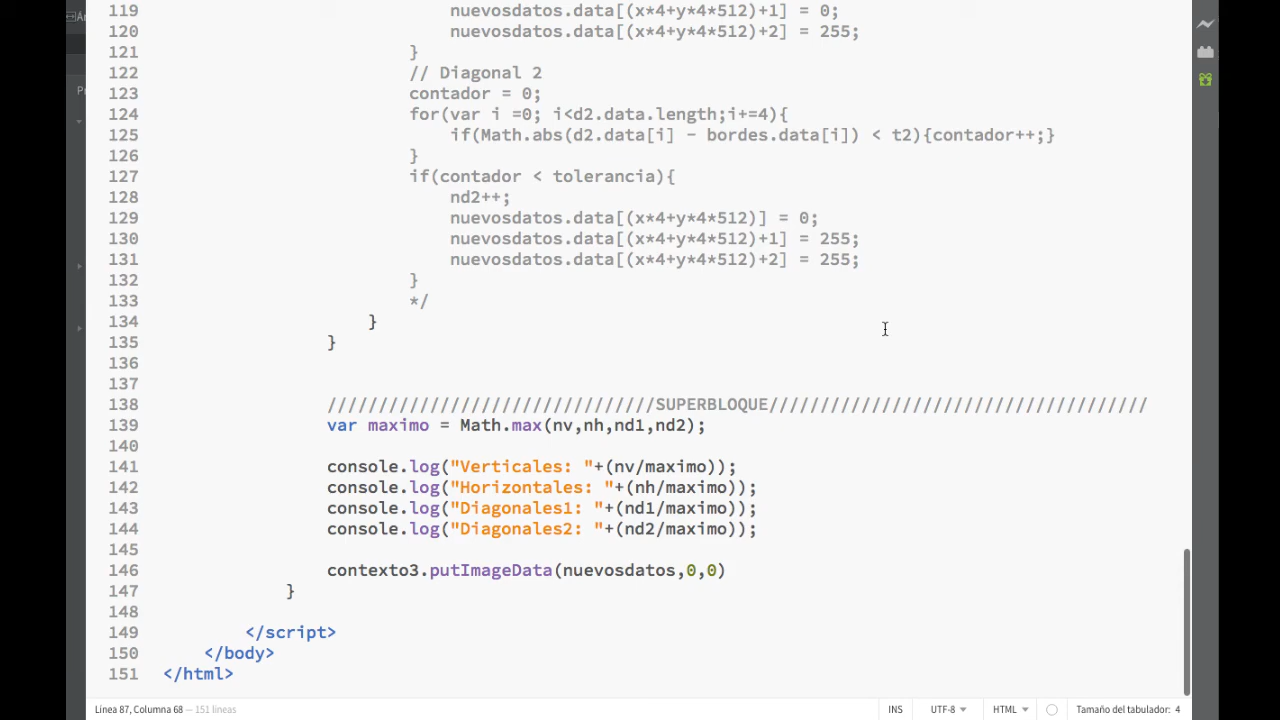 Ár
Pr
119 nuevosdatos.data[(x*4+y*4*512)+1] = 0;
120 nuevosdatos.data[(x*4+y*4*512)+2] = 255;
121 }
122 // Diagonal 2
123 contador = 0;
124 for(var i =0; i<d2.data.length;i+=4){
125 if(Math.abs(d2.data[i] - bordes.data[i]) < t2){contador++;}
126 }
127 if(contador < tolerancia){
128 nd2++;
129 nuevosdatos.data[(x*4+y*4*512)] = 0;
130 nuevosdatos.data[(x*4+y*4*512)+1] = 255;
131 nuevosdatos.data[(x*4+y*4*512)+2] = 255;
132 }
133 */
134 }
135 }
136
137
138 ////////////////////////////////SUPERBLOQUE/////////////////////////////////////
139 var maximo = Math.max(nv,nh,nd1,nd2);
140
141 console.log("Verticales: "+(nv/maximo));
142 console.log("Horizontales: "+(nh/maximo));
143 console.log("Diagonales1: "+(nd1/maximo));
144 console.log("Diagonales2: "+(nd2/maximo));
145
146 contexto3.putImageData(nuevosdatos,0,0)
147 }
148
149 </script>
150 </body>
151 </html>
Línea 87, Columna 68 — 151 líneas INS UTF-8 HTML Tamaño del tabulador: 4